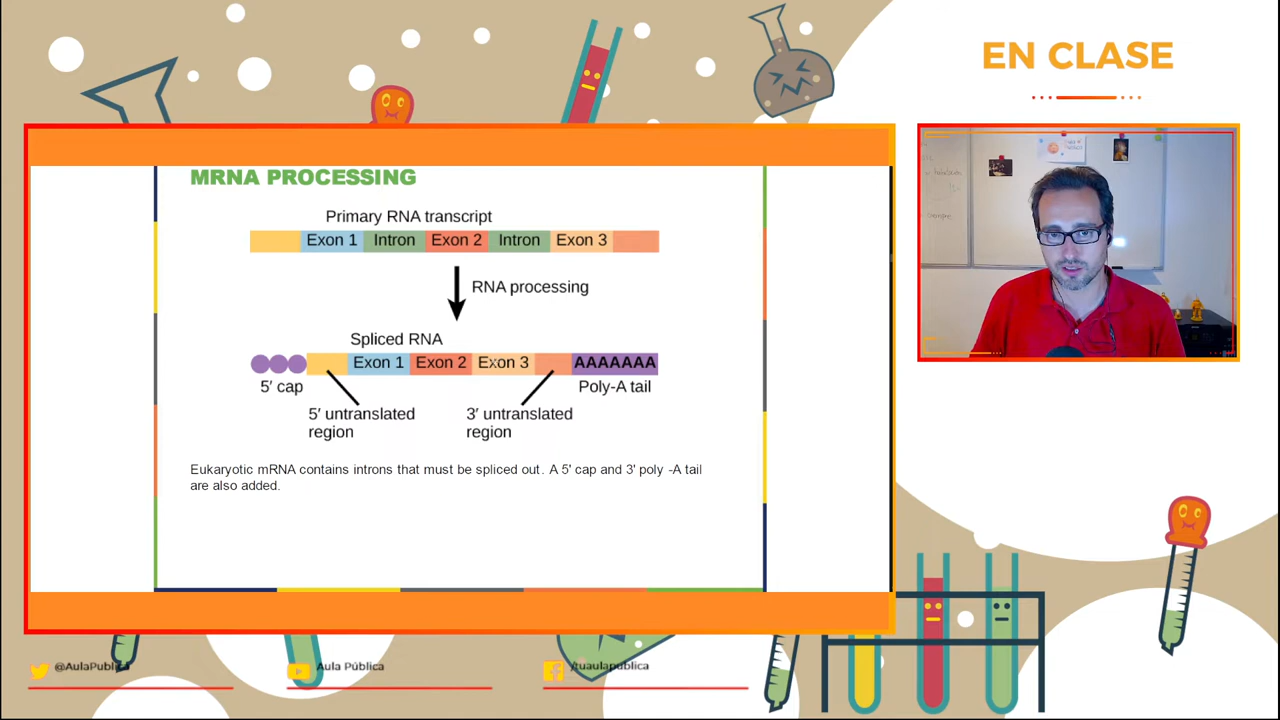 EN CLASE
MRNA PROCESSING
Primary RNA transcript
Exon 1 Intron Exon 2 Intron Exon 3
RNA processing
Spliced RNA
Exon 1 Exon 2 Exon 3 AAAAAAA
5' cap
Poly-A tail
5' untranslated
region
3' untranslated
region
Eukaryotic mRNA contains introns that must be spliced out. A 5' cap and 3' poly -A tail
are also added.
@AulaPublica
Aula Pública
/tuaulapublica